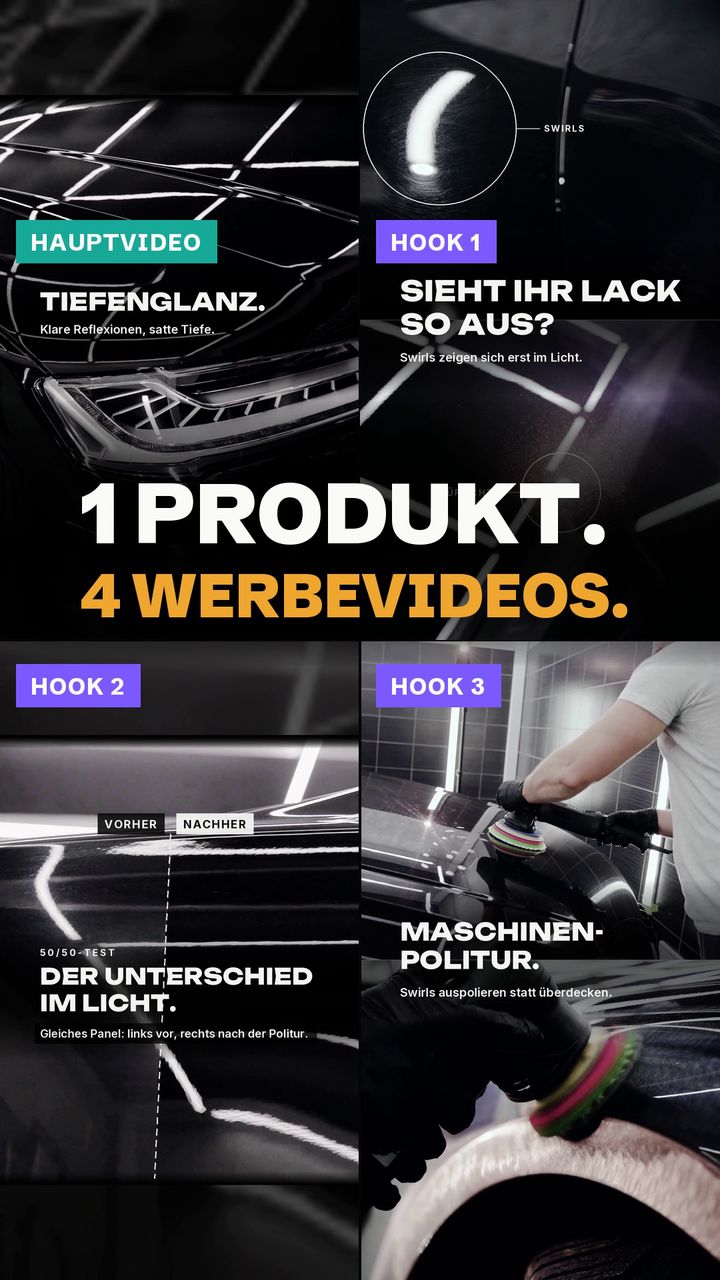 SWIRLS
HAUPTVIDEO
TIEFENGLANZ.
Klare Reflexionen, satte Tiefe.
HOOK 1
SIEHT IHR LACK
SO AUS?
Swirls zeigen sich erst im Licht.
1 PRODUKT.
4 WERBEVIDEOS.
HOOK 2
VORHER
NACHHER
50/50-TEST
DER UNTERSCHIED
IM LICHT.
Gleiches Panel: links vor, rechts nach der Politur.
HOOK 3
MASCHINEN-
POLITUR.
Swirls auspolieren statt überdecken.